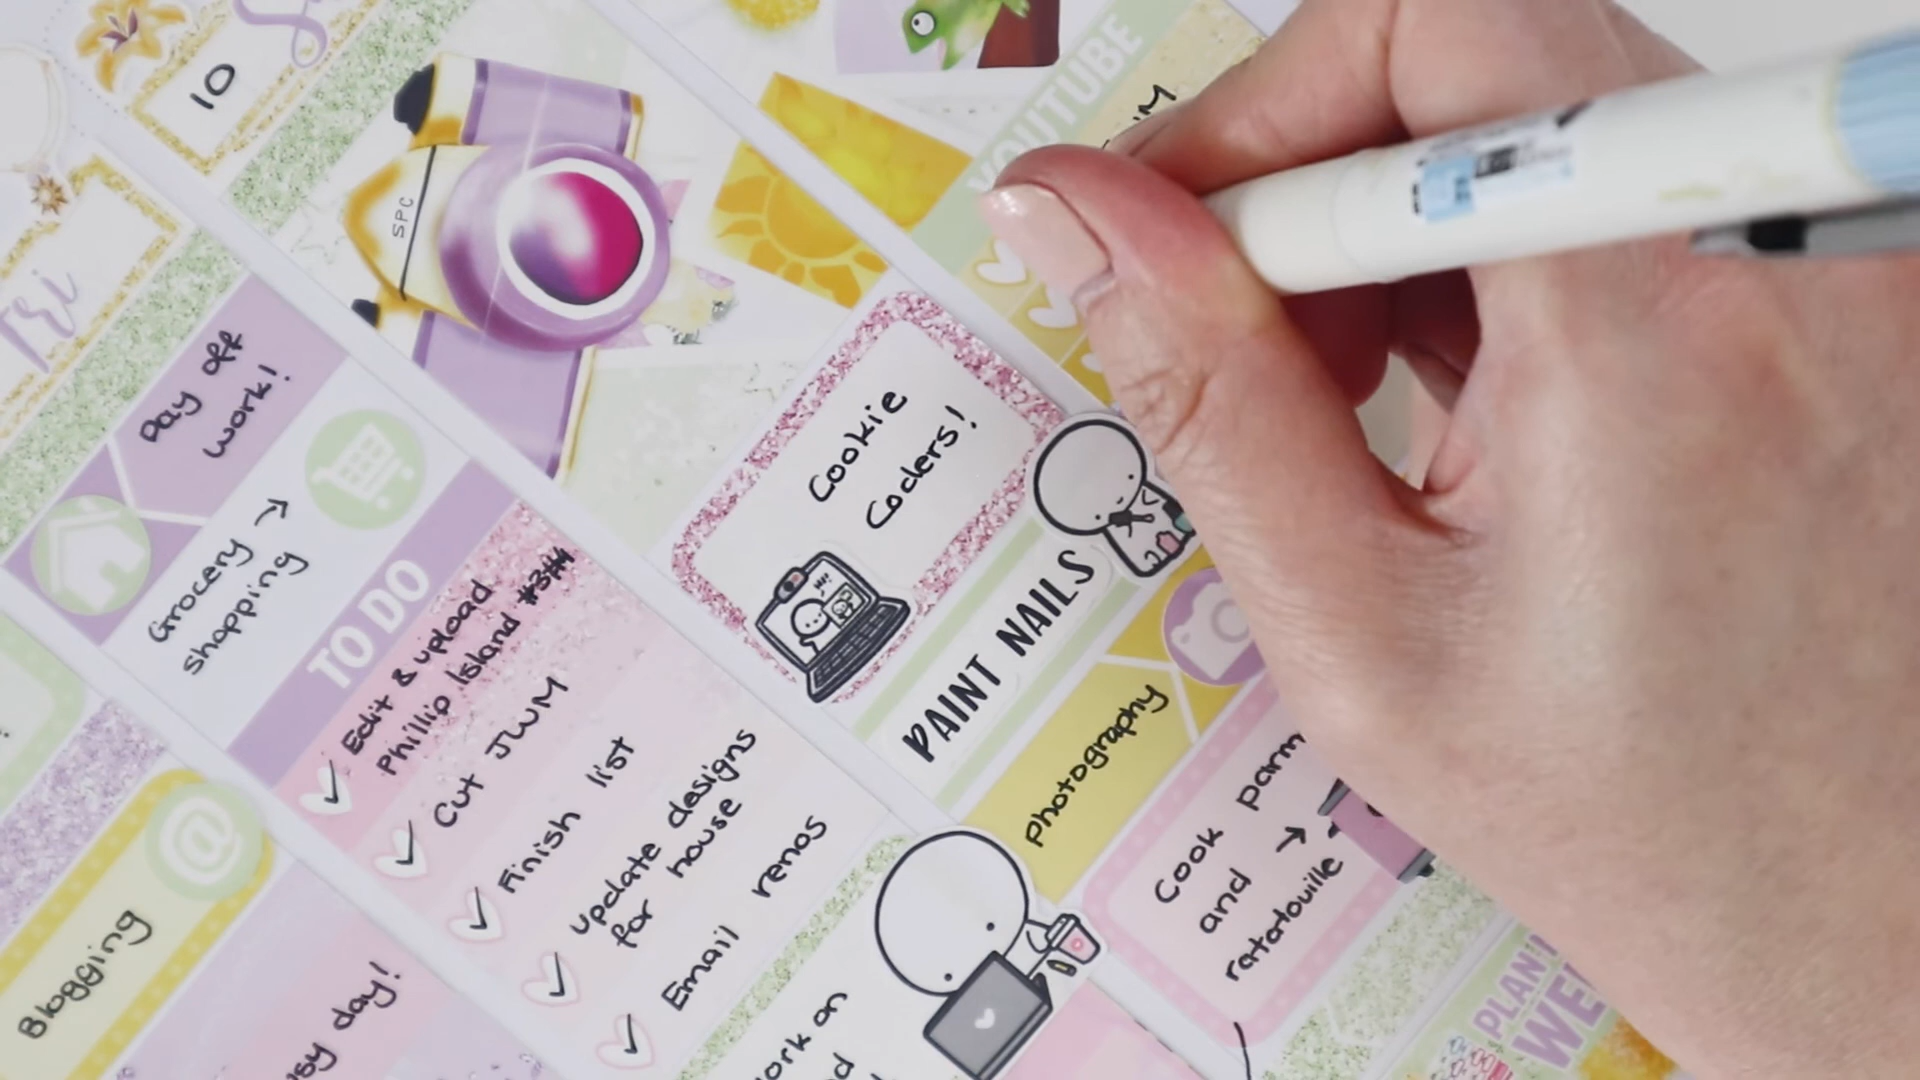 10
Fri
Day off
work!
Grocery →
shopping
TO DO
Edit & upload
Phillip Island
Cut JWM
Finish list
update designs
for house
Email renos
Blogging
day!
SPC
YOUTUBE
Cookie
Coders!
PAINT NAILS
Photography
Cook parm
and →
ratatouille
on
@